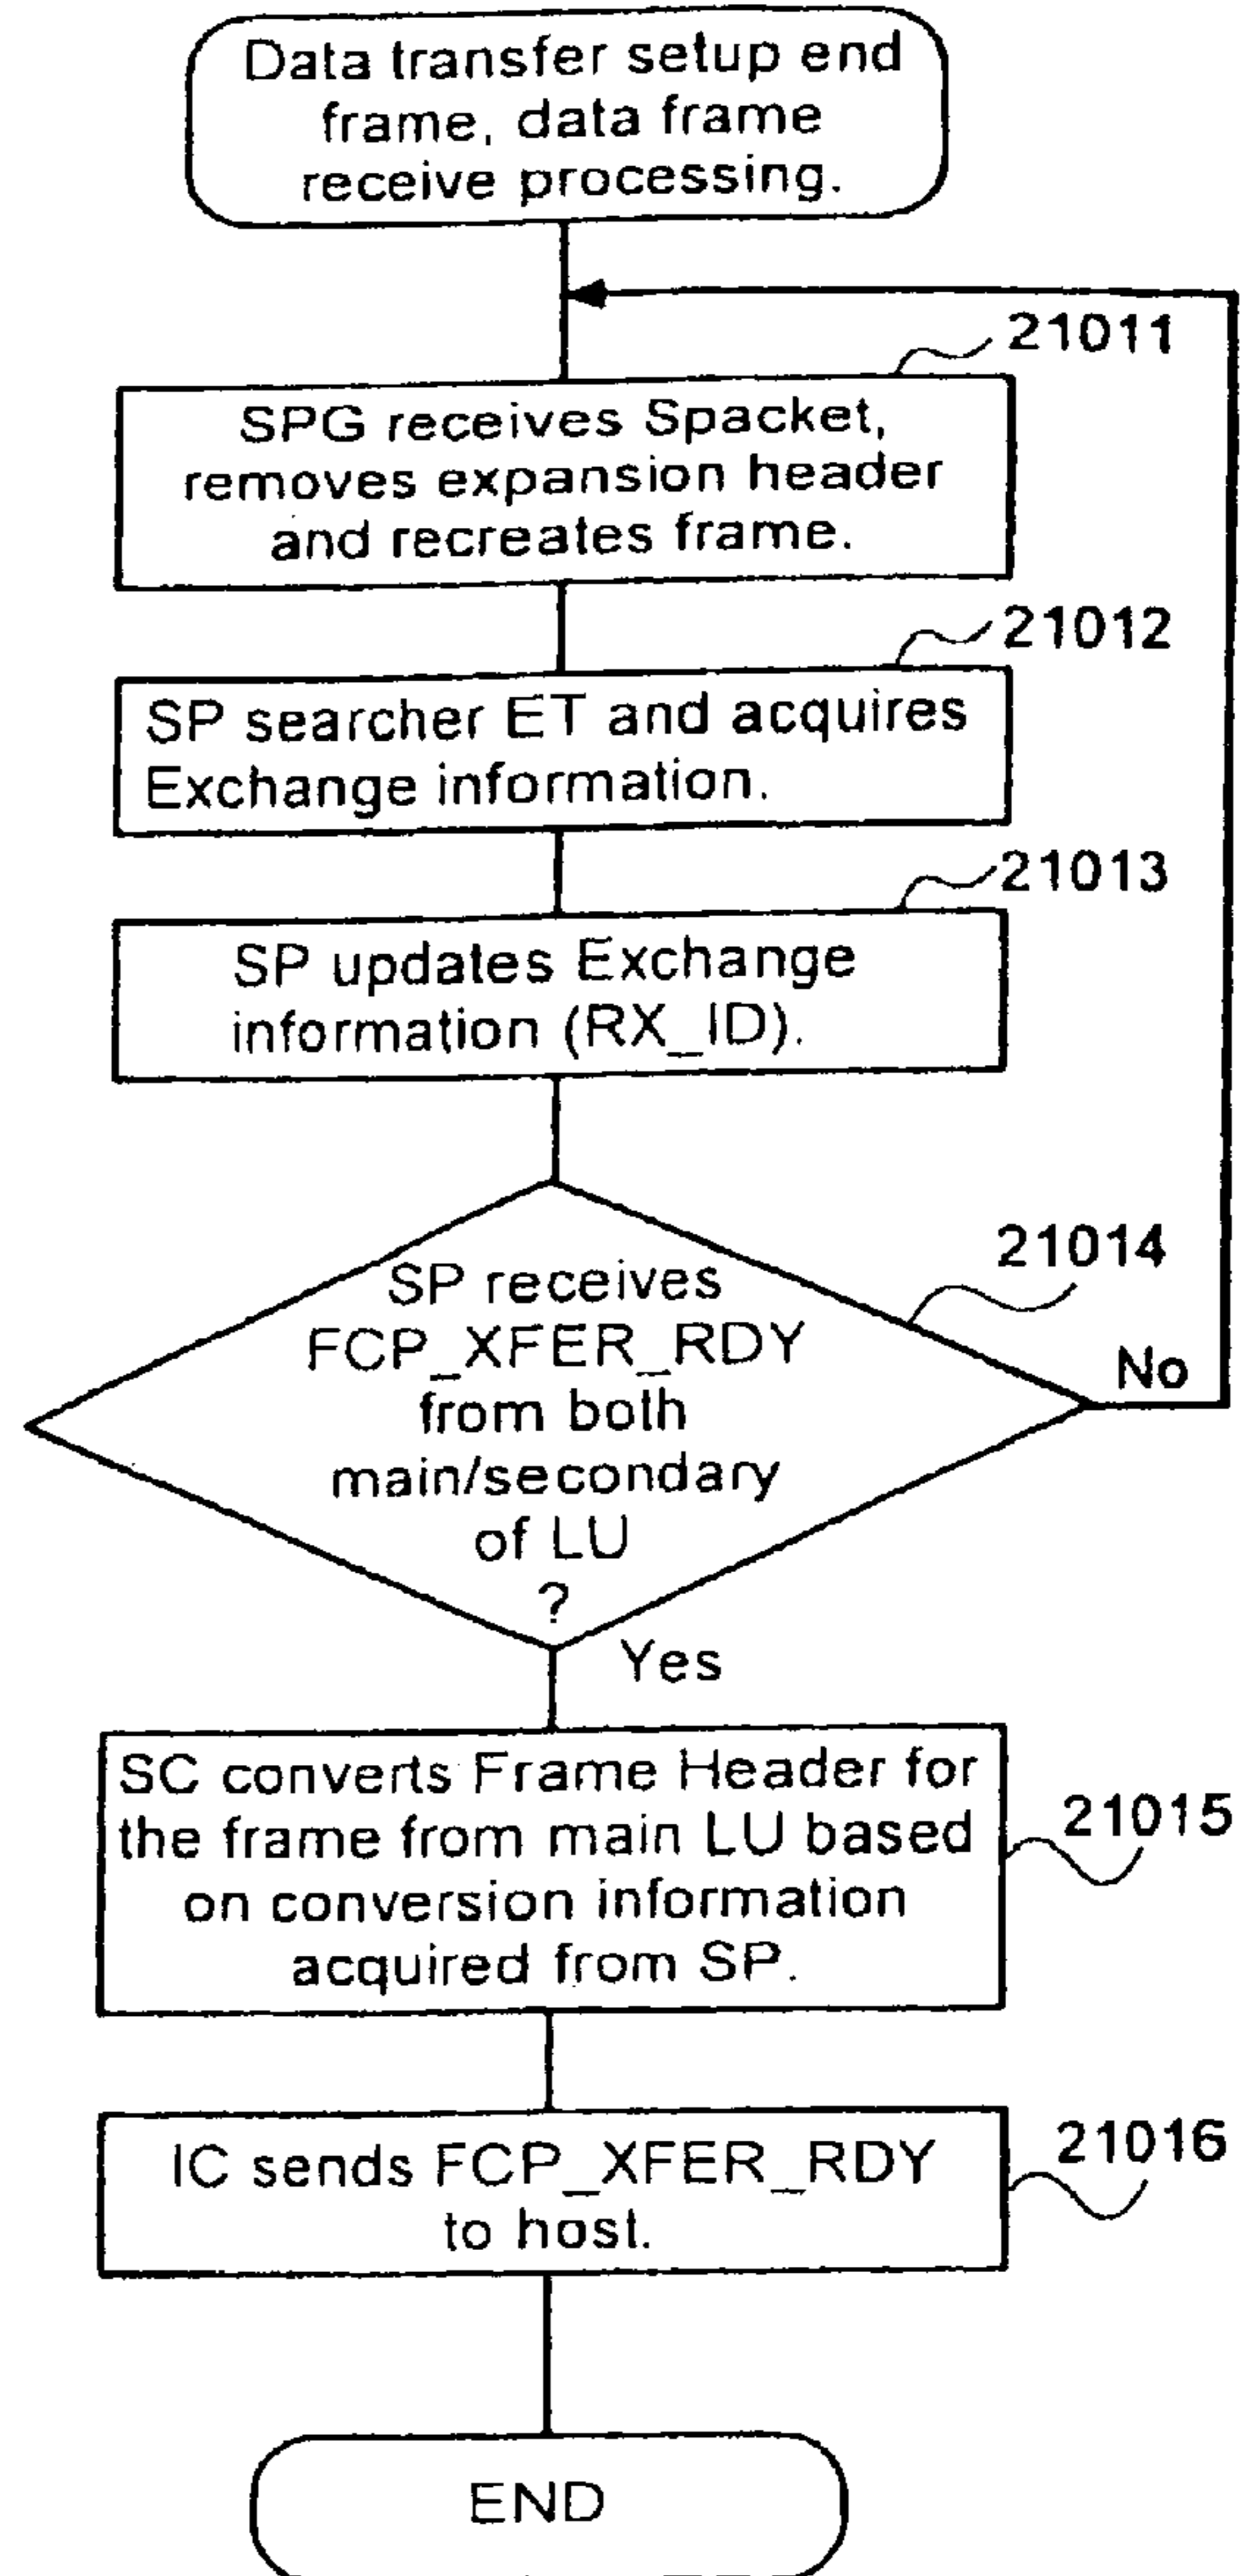 Data transfer setup end
frame, data frame
receive processing.
21011
SPG receives Spacket,
removes expansion header
and recreates frame.
21012
SP searcher ET and acquires
Exchange information.
21013
SP updates Exchange
information (RX_ID).
21014
SP receives
FCP_XFER_RDY
from both
main/secondary
of LU
?
No
Yes
SC converts Frame Header for
the frame from main LU based
on conversion information
acquired from SP.
21015
IC sends FCP_XFER_RDY
to host.
21016
END